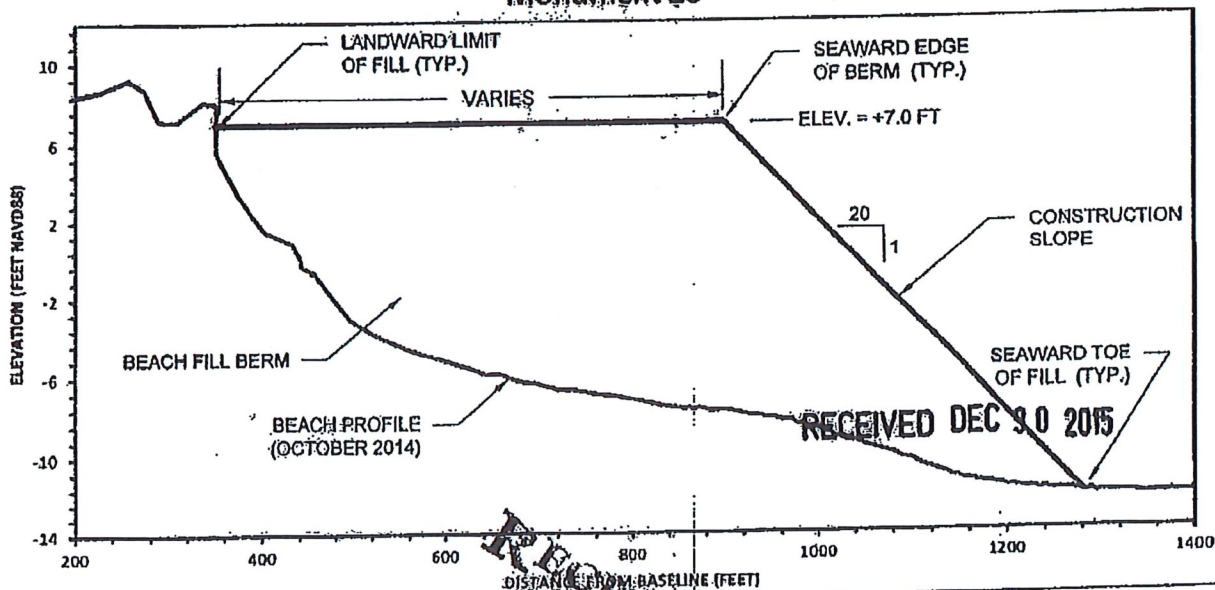 LANDWARD LIMIT
OF FILL (TYP.)
SEAWARD EDGE
OF BERM (TYP.)
VARIES
ELEV. = +7.0 FT
20
1
CONSTRUCTION
SLOPE
BEACH FILL BERM
BEACH PROFILE
(OCTOBER 2014)
SEAWARD TOE
OF FILL (TYP.)
RECEIVED DEC 30 2015
ELEVATION (FEET NAVD88)
10
6
2
-2
-6
-10
-14
200
400
600
800
1000
1200
1400
DISTANCE FROM BASELINE (FEET)